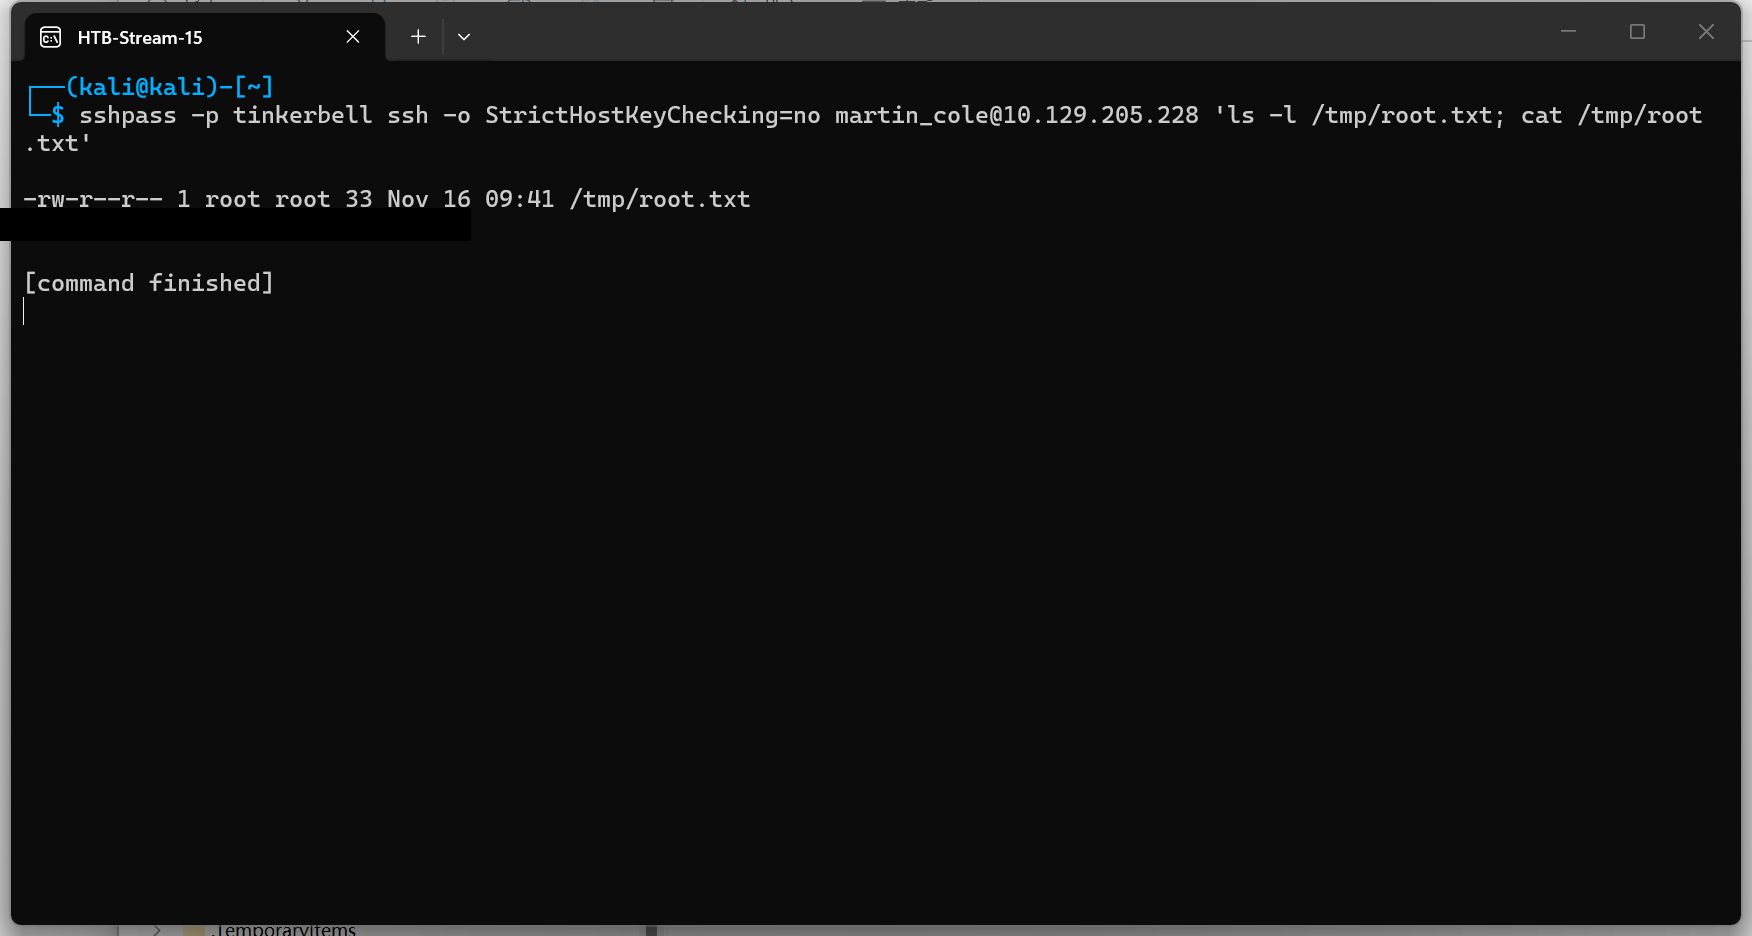 HTB-Stream-15
(kali@kali)-[~]
$ sshpass -p tinkerbell ssh -o StrictHostKeyChecking=no martin_cole@10.129.205.228 'ls -l /tmp/root.txt; cat /tmp/root
.txt'
-rw-r--r-- 1 root root 33 Nov 16 09:41 /tmp/root.txt
[command finished]
.TemporaryItems